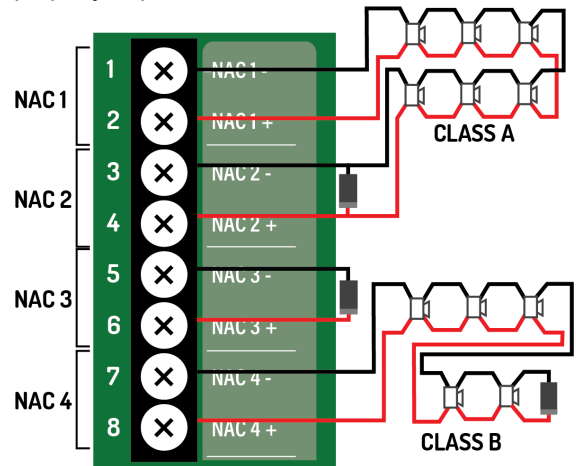 NAC 1
1 NAC 1 -
2 NAC 1 +
NAC 2
3 NAC 2 -
4 NAC 2 +
NAC 3
5 NAC 3 -
6 NAC 3 +
NAC 4
7 NAC 4 -
8 NAC 4 +
CLASS A
CLASS B